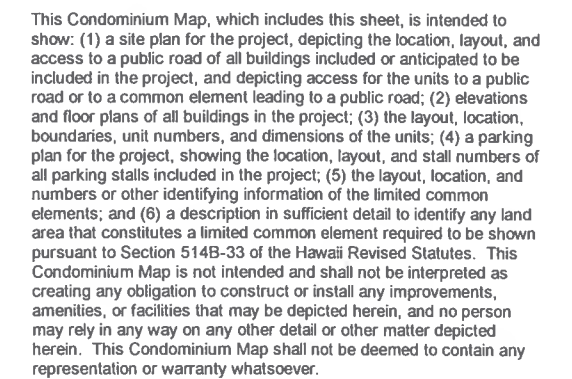 This Condominium Map, which includes this sheet, is intended to
show: (1) a site plan for the project, depicting the location, layout, and
access to a public road of all buildings included or anticipated to be
included in the project, and depicting access for the units to a public
road or to a common element leading to a public road; (2) elevations
and floor plans of all buildings in the project; (3) the layout, location,
boundaries, unit numbers, and dimensions of the units; (4) a parking
plan for the project, showing the location, layout, and stall numbers of
all parking stalls included in the project; (5) the layout, location, and
numbers or other identifying information of the limited common
elements; and (6) a description in sufficient detail to identify any land
area that constitutes a limited common element required to be shown
pursuant to Section 514B-33 of the Hawaii Revised Statutes.  This
Condominium Map is not intended and shall not be interpreted as
creating any obligation to construct or install any improvements,
amenities, or facilities that may be depicted herein, and no person
may rely in any way on any other detail or other matter depicted
herein.  This Condominium Map shall not be deemed to contain any
representation or warranty whatsoever.